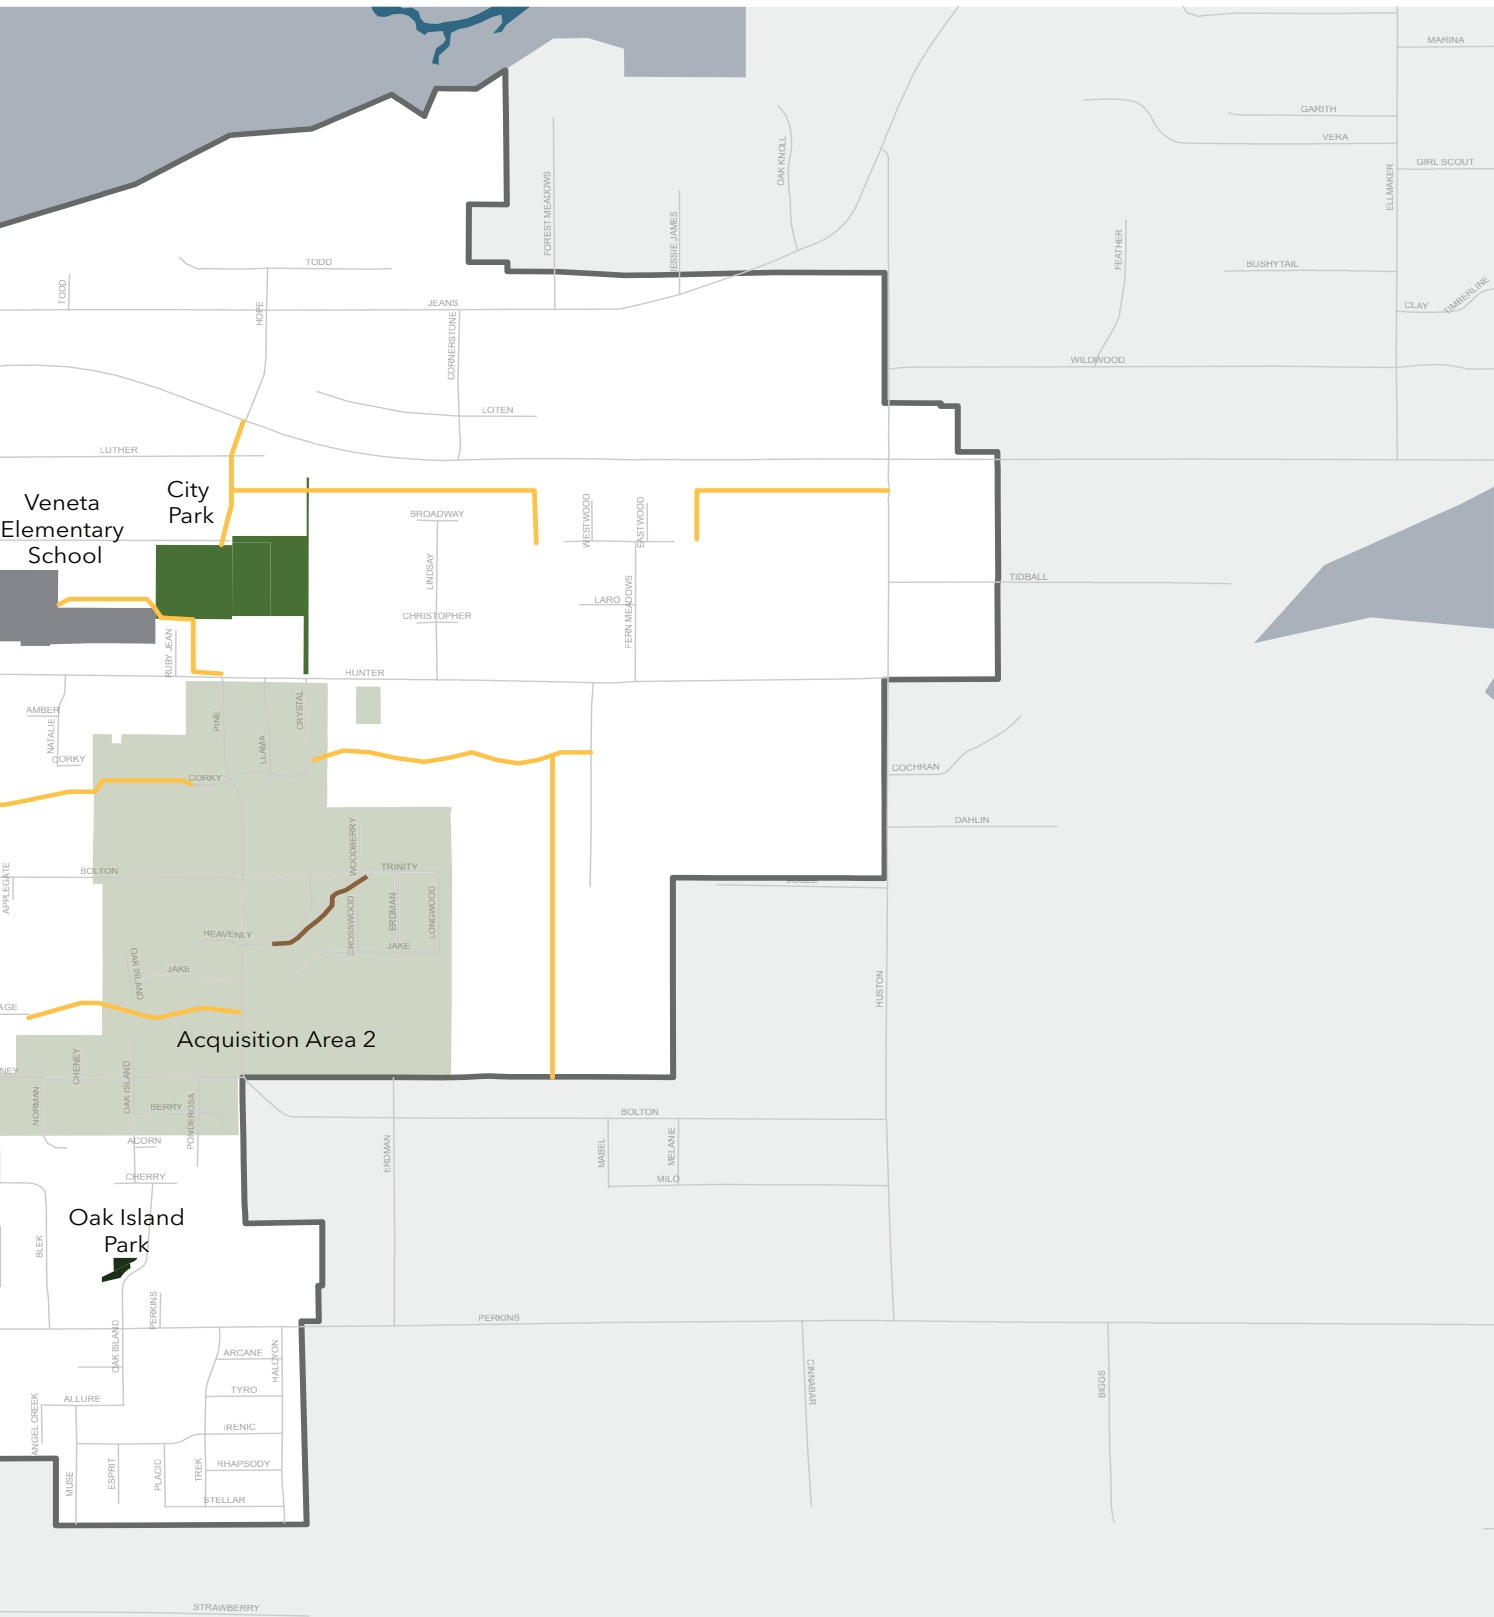 MARINA
GARITH
VERA
GIRL SCOUT
ELLMAKER
OAK KNOLL
FOREST MEADOWS
JESSIE JAMES
FEATHER
BUSHYTAIL
TIMBERLINE
CLAY
TODD
TODD
HOPE
JEANS
CORNERSTONE
WILDWOOD
LOTEN
LUTHER
City
Park
Veneta
Elementary
School
BROADWAY
WESTWOOD
EASTWOOD
LINDSAY
TIDBALL
LARO
FERN MEADOWS
CHRISTOPHER
RUBY JEAN
HUNTER
AMBER
NATALIE
CORKY
PINE
LLAMA
CRYSTAL
CORKY
COCHRAN
DAHLIN
WOODBERRY
TRINITY
BOLTON
APPLEGATE
ERDMAN
LONGWOOD
CROSSWOOD
HEAVENLY
JAKE
OAK ISLAND
JAKE
HUSTON
AGE
Acquisition Area 2
NEY
CHENEY
OAK ISLAND
NORMAN
BERRY
PONDEROSA
BOLTON
ACORN
ERDMAN
MABEL
MELANIE
CHERRY
MILO
Oak Island
Park
BLEK
PERKINS
PERKINS
OAK ISLAND
ARCANE
HALCYON
TYRO
CINNABAR
BIGGS
ALLURE
ANGEL CREEK
IRENIC
RHAPSODY
MUSE
ESPRIT
PLACID
TREK
STELLAR
STRAWBERRY